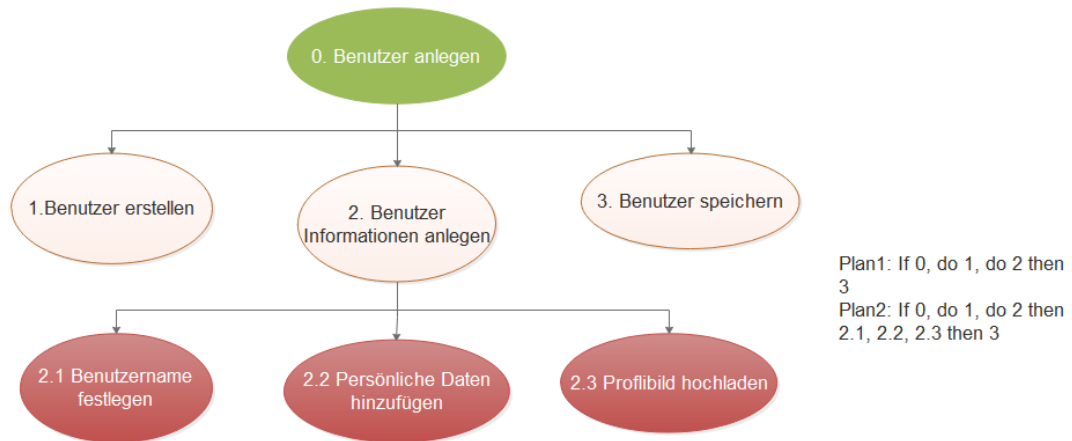 0. Benutzer anlegen
1.Benutzer erstellen
2. Benutzer
Informationen anlegen
3. Benutzer speichern
Plan1: If 0, do 1, do 2 then
3
Plan2: If 0, do 1, do 2 then
2.1, 2.2, 2.3 then 3
2.1 Benutzername
festlegen
2.2 Persönliche Daten
hinzufügen
2.3 Proflibild hochladen